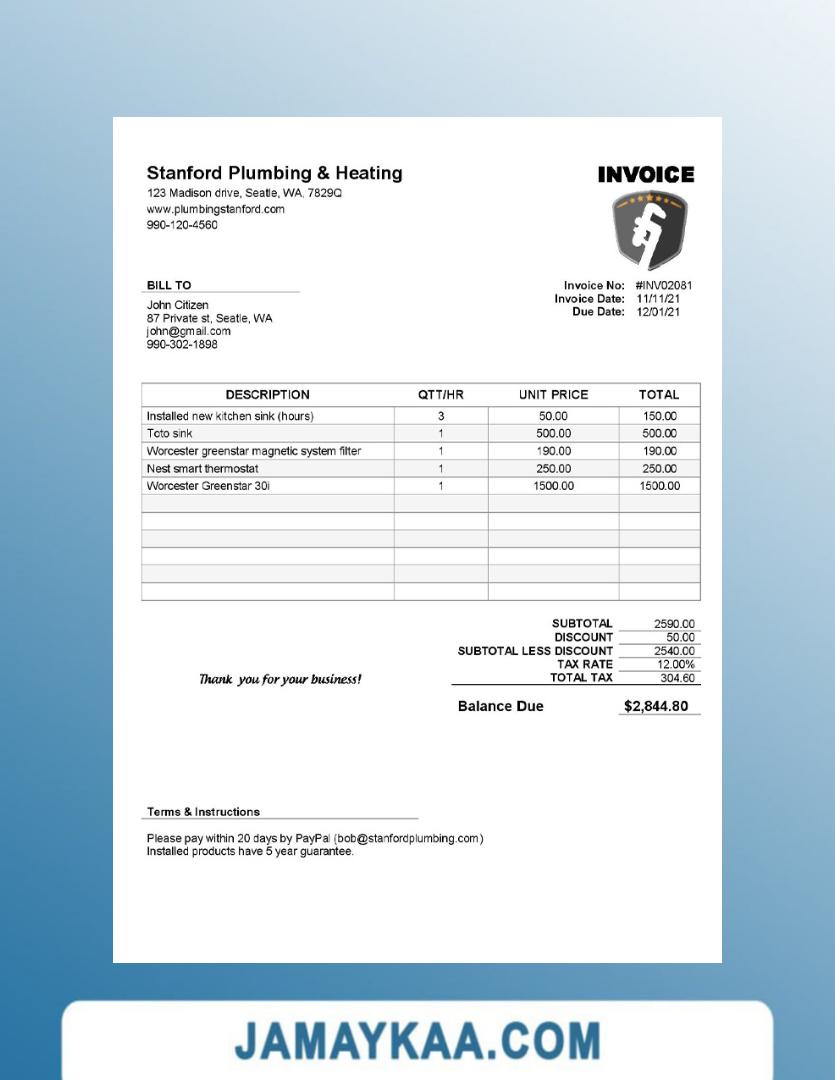 Stanford Plumbing & Heating
123 Madison drive, Seatle, WA, 7829Q
www.plumbingstanford.com
990-120-4560
INVOICE
BILL TO
John Citizen
87 Private st, Seatle, WA
john@gmail.com
990-302-1898
Invoice No: #INV02081
Invoice Date: 11/11/21
Due Date: 12/01/21
DESCRIPTION QTT/HR UNIT PRICE TOTAL
Installed new kitchen sink (hours) 3 50.00 150.00
Toto sink 1 500.00 500.00
Worcester greenstar magnetic system filter 1 190.00 190.00
Nest smart thermostat 1 250.00 250.00
Worcester Greenstar 30i 1 1500.00 1500.00
SUBTOTAL 2590.00
DISCOUNT 50.00
SUBTOTAL LESS DISCOUNT 2540.00
TAX RATE 12.00%
TOTAL TAX 304.60
Thank you for your business!
Balance Due $2,844.80
Terms & Instructions
Please pay within 20 days by PayPal (bob@stanfordplumbing.com)
Installed products have 5 year guarantee.
JAMAYKAA.COM